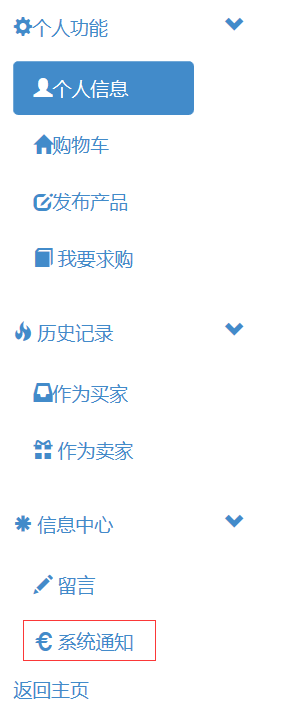 个人功能
个人信息
购物车
发布产品
我要求购
历史记录
作为买家
作为卖家
信息中心
留言
€ 系统通知
返回主页